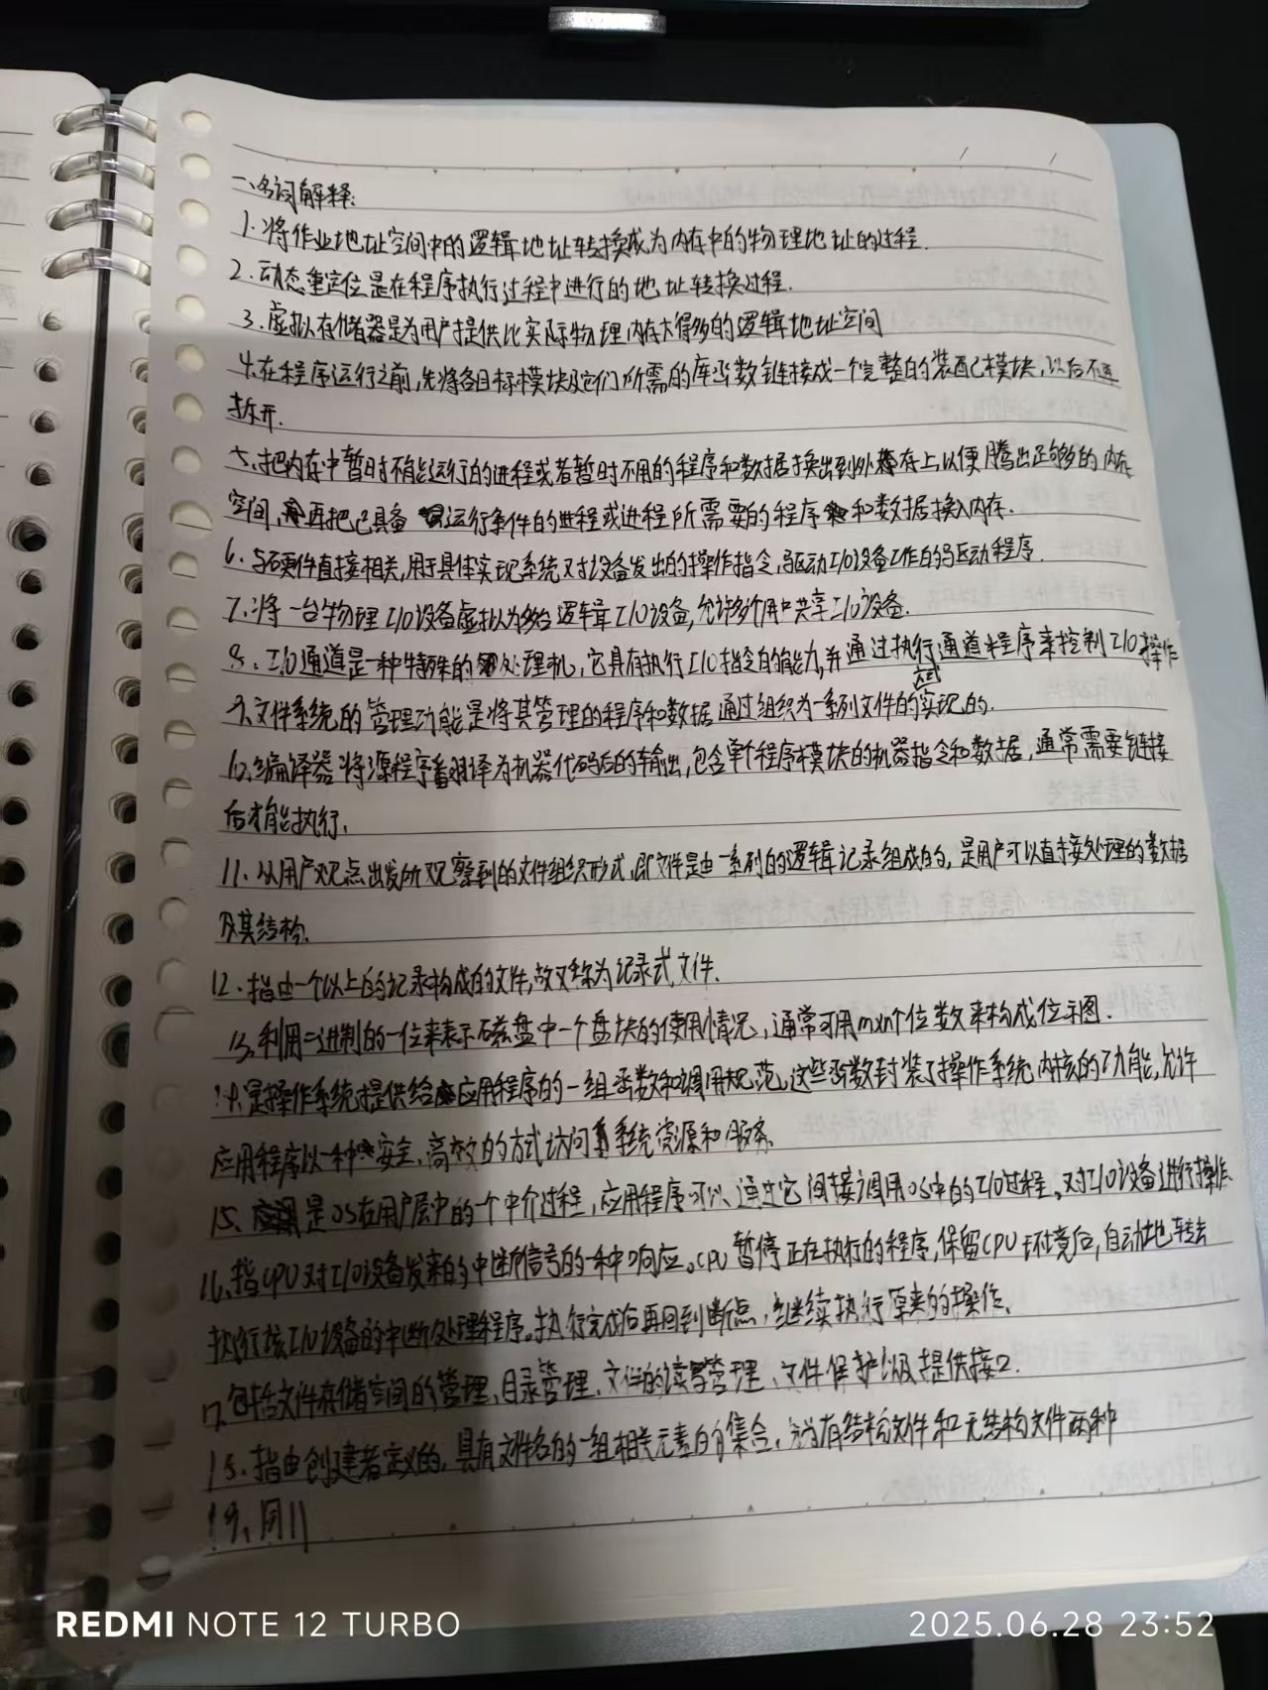 一、名词解释:
1.将作业地址空间中的逻辑地址转换成为内存中的物理地址的过程.
2.动态重定位是在程序执行过程中进行的地址转换过程.
3.虚拟存储器是为用户提供比实际物理内存大得多的逻辑地址空间
4.在程序运行之前,先将各目标模块及它们所需的库函数链接成一个完整的装配模块,以后不再
拆开.
5.把内存中暂时不能运行的进程或者暂时不用的程序和数据换出到外存上,以便腾出足够多的内存
空间,再把已具备运行条件的进程或进程所需要的程序和数据换入内存.
6.与硬件直接相关,用于具体实现系统对设备发出的操作指令,驱动I/O设备工作的驱动程序.
7.将一台物理I/O设备虚拟为多台逻辑I/O设备,允许多个用户共享I/O设备.
8.I/O通道是一种特殊的处理机,它具有执行I/O指令的能力,并通过执行通道程序来控制I/O操作
9.文件系统的管理功能是将其管理的程序和数据通过组织为一系列文件的方式实现的.
10.编译器将源程序翻译为机器代码后的输出,包含单个程序模块的机器指令和数据,通常需要链接
后才能执行.
11.从用户观点出发所观察到的文件组织形式,即文件是由一系列的逻辑记录组成的,是用户可以直接处理的数据
及其结构.
12.指由一个以上的记录构成的文件,故又称为记录式文件.
13.利用二进制的一位来表示磁盘中一个盘块的使用情况,通常可用m×n个位数来构成位示图.
14.是操作系统提供给应用程序的一组函数和调用规范,这些函数封装了操作系统内核的功能,允许
应用程序以一种安全、高效的方式访问系统资源和服务.
15、是OS在用户层中的一个中介过程,应用程序可以通过它间接调用OS中的I/O过程,对I/O设备进行操作.
16、指CPU对I/O设备发来的中断信号的一种响应。CPU暂停正在执行的程序,保留CPU环境后,自动地转去
执行该I/O设备的中断处理程序。执行完成后再回到断点,继续执行原来的操作.
17、包括文件存储空间的管理、目录管理、文件的读写管理、文件保护以及提供接口.
18、指由创建者定义的、具有文件名的一组相关元素的集合,分有结构文件和无结构文件两种
19、同11
REDMI NOTE 12 TURBO
2025.06.28 23:52